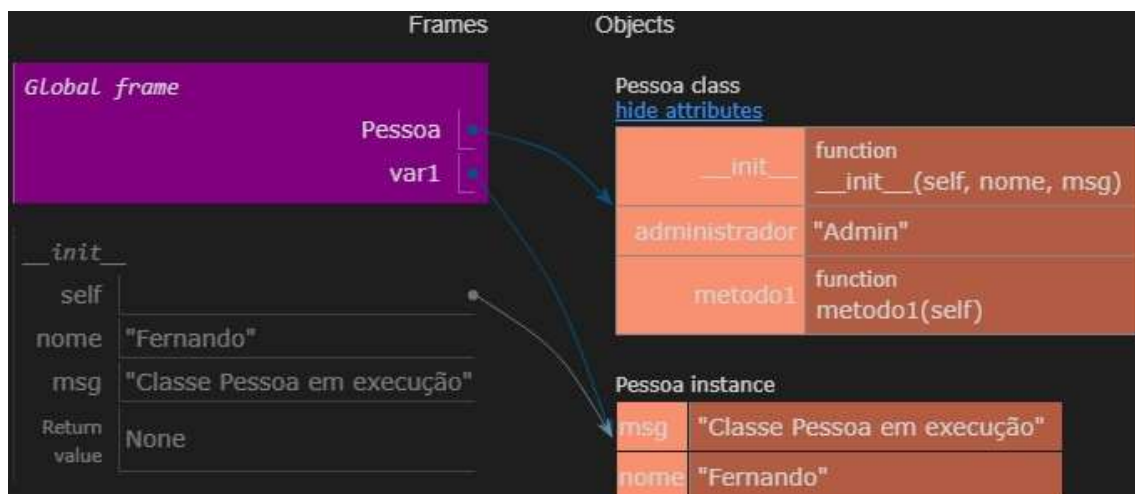 Frames Objects
Global frame
Pessoa
var1
__init__
self
nome "Fernando"
msg "Classe Pessoa em execução"
Return
value
None
Pessoa class
hide attributes
__init__ function
__init__(self, nome, msg)
administrador "Admin"
metodo1 function
metodo1(self)
Pessoa instance
msg "Classe Pessoa em execução"
nome "Fernando"